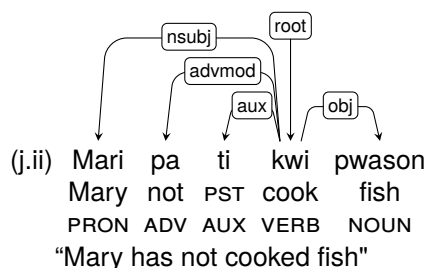 root
nsubj
advmod
aux obj
(j.ii) Mari pa ti kwi pwason
Mary not PST cook fish
PRON ADV AUX VERB NOUN
“Mary has not cooked fish"